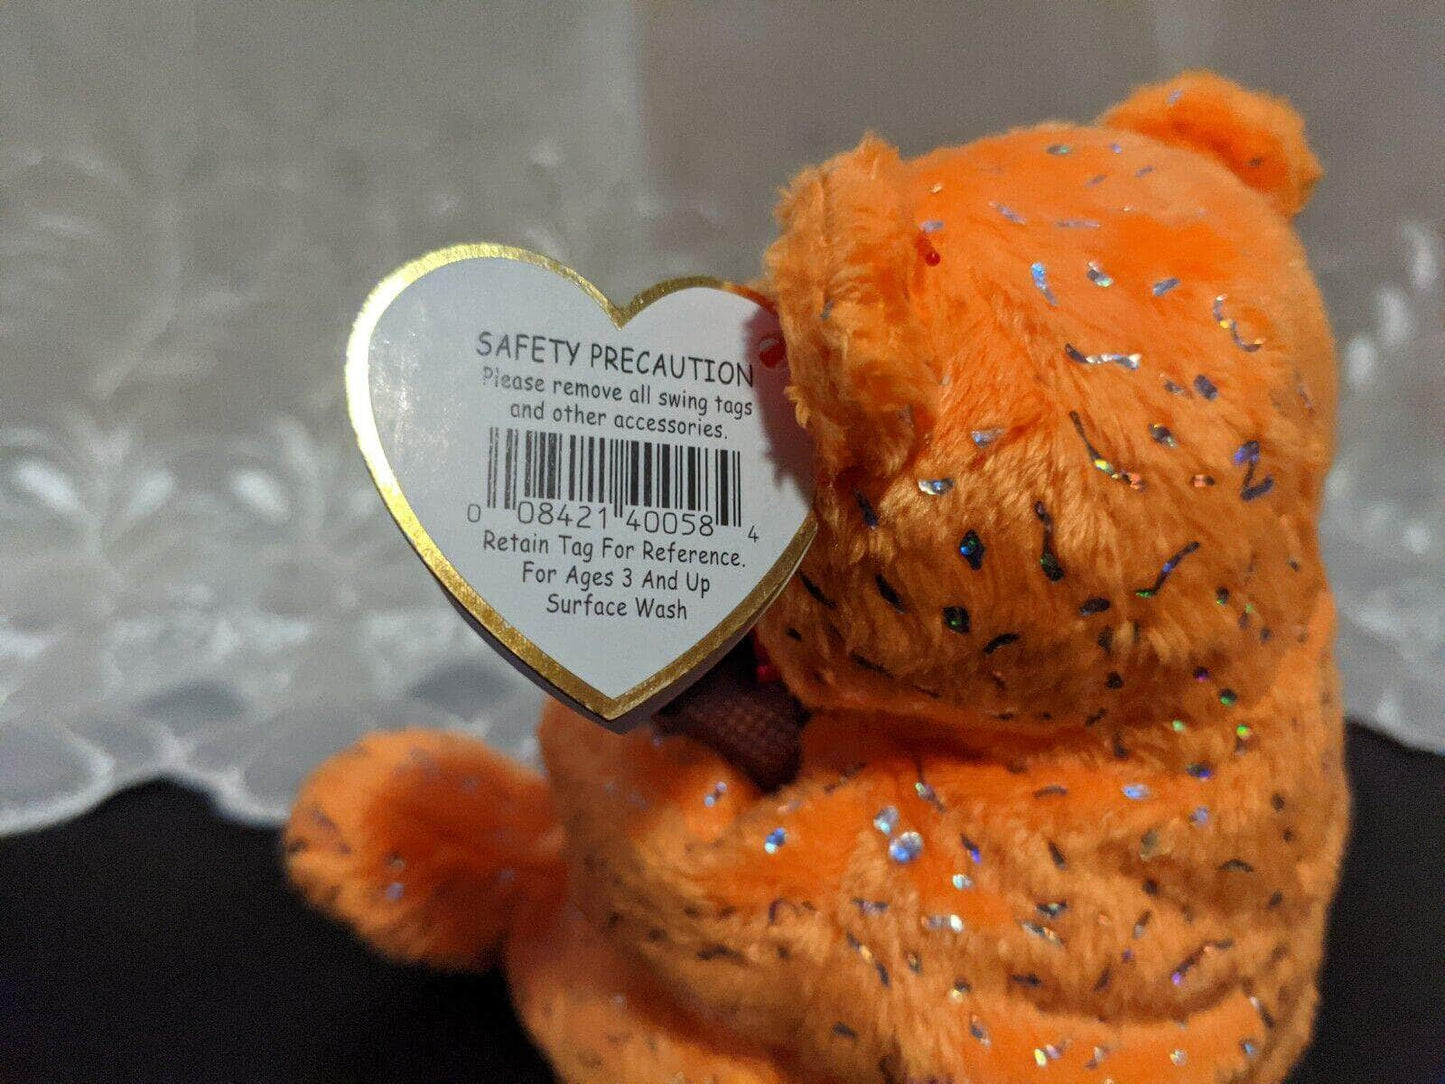 SAFETY PRECAUTION
Please remove all swing tags
and other accessories.
0 08421 40058 4
Retain Tag For Reference.
For Ages 3 And Up
Surface Wash